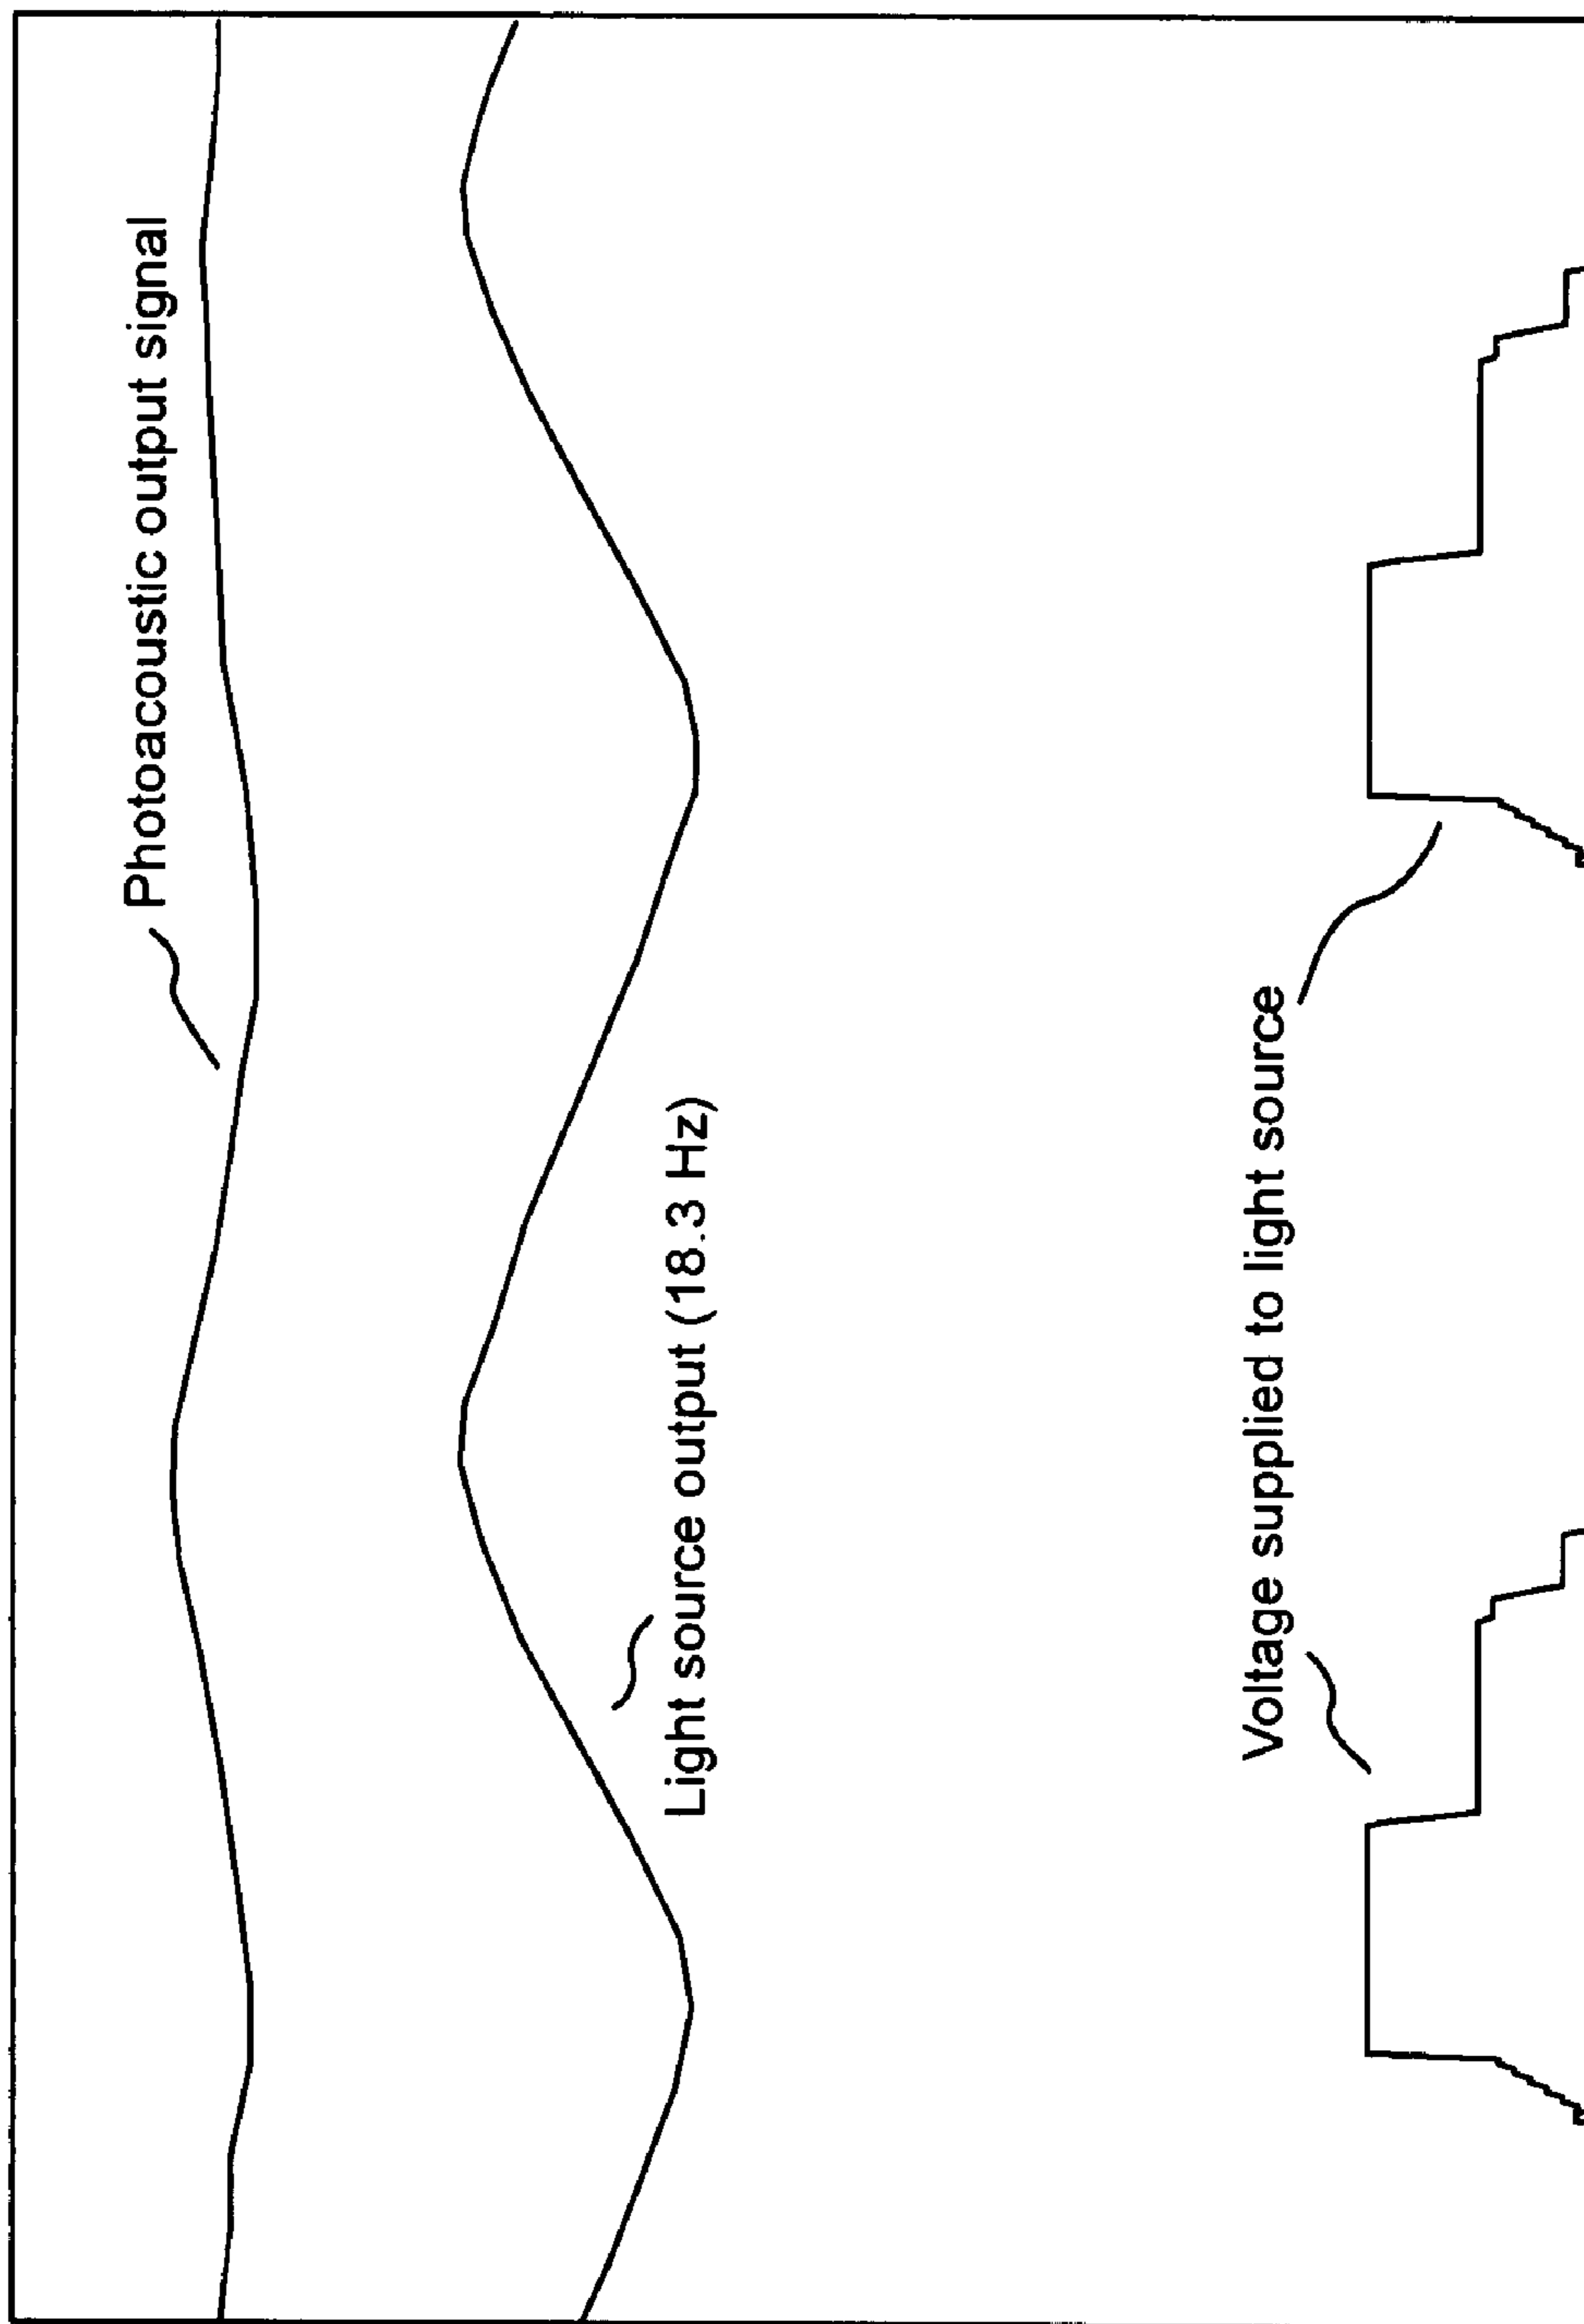 Photoacoustic output signal
Light source output (18.3 Hz)
Voltage supplied to light source